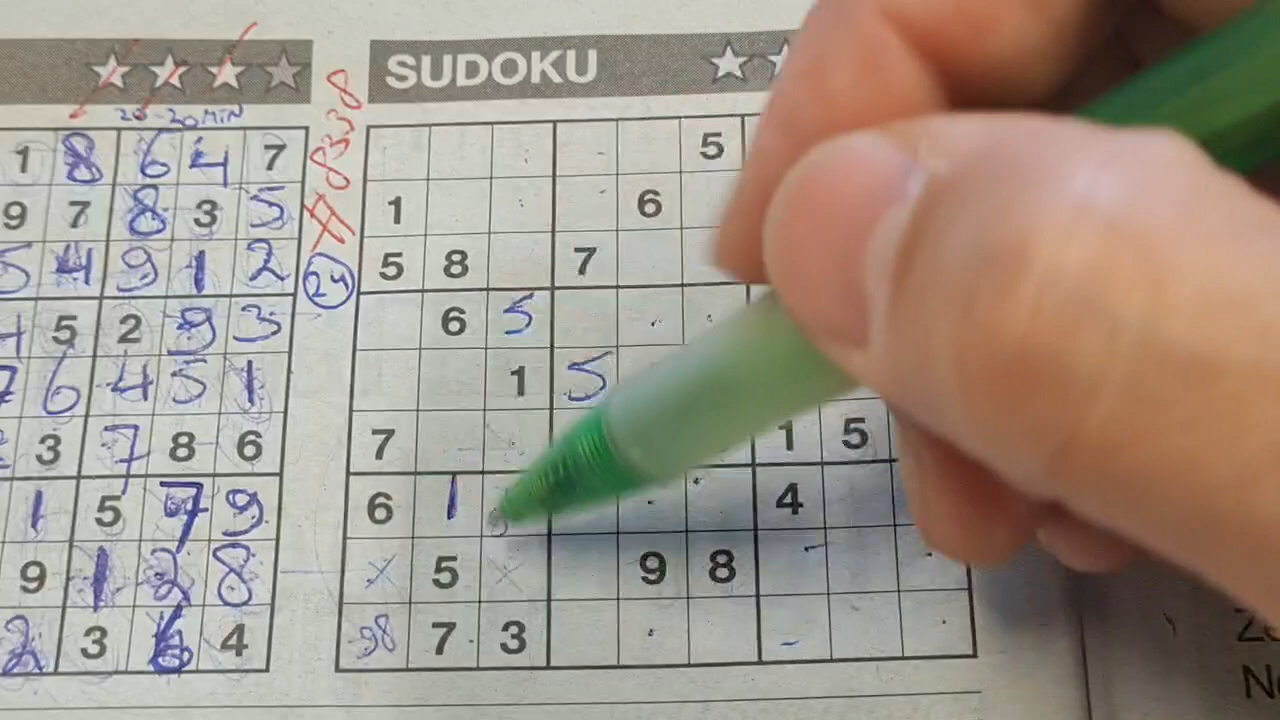 SUDOKU
20-30 MIN
#8338
24
1 8 6 4 7
9 7 8 3 5
5 4 9 1 2
5 2 9 3
7 6 4 5 1
3 7 8 6
1 5 7 9
9 1 2 8
2 3 6 4
5
1 6
5 8 7
6 5
1 5
7 1 5
6 1 4
5 9 8
98 7 3